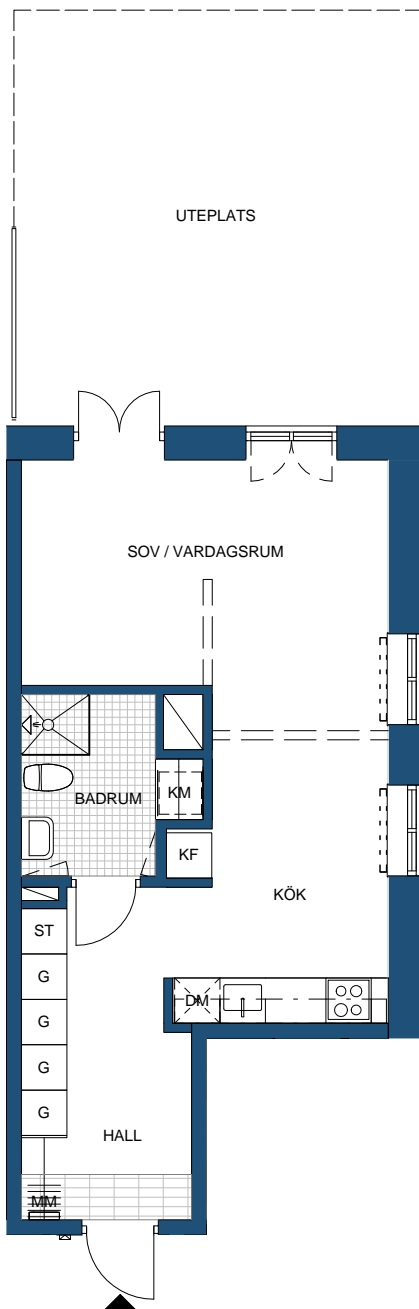 UTEPLATS
SOV / VARDAGSRUM
BADRUM
KM
KF
KÖK
ST
G
DM
G
G
G
HALL
MM